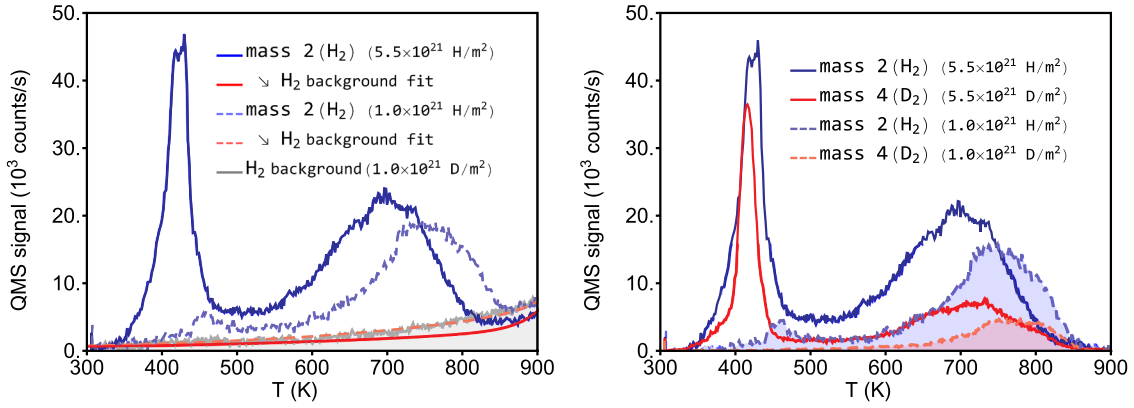 50.
40.
30.
20.
10.
0.
300
400
500
600
700
800
900
QMS signal (10³ counts/s)
T (K)
mass 2 (H₂) (5.5×10²¹ H/m²)
↘ H₂ background fit
mass 2 (H₂) (1.0×10²¹ H/m²)
↘ H₂ background fit
H₂ background (1.0×10²¹ D/m²)
50.
40.
30.
20.
10.
0.
300
400
500
600
700
800
900
QMS signal (10³ counts/s)
T (K)
mass 2 (H₂) (5.5×10²¹ H/m²)
mass 4 (D₂) (5.5×10²¹ D/m²)
mass 2 (H₂) (1.0×10²¹ H/m²)
mass 4 (D₂) (1.0×10²¹ D/m²)